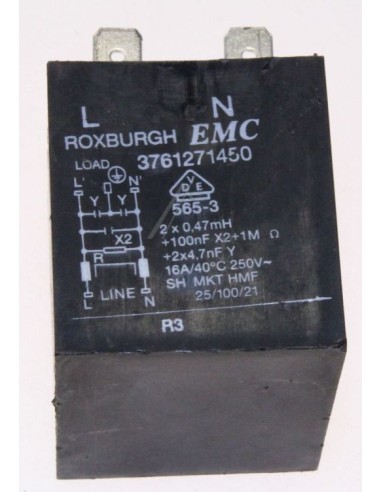 L N
ROXBURGH EMC
LOAD 3761271450
L' N'
VDE
Y Y
565-3
2 x 0.47mH
X2
+100nF X2+1M Ω
R
+2x4.7nF Y
16A/40°C 250V~
L LINE N
SH MKT HMF
25/100/21
R3